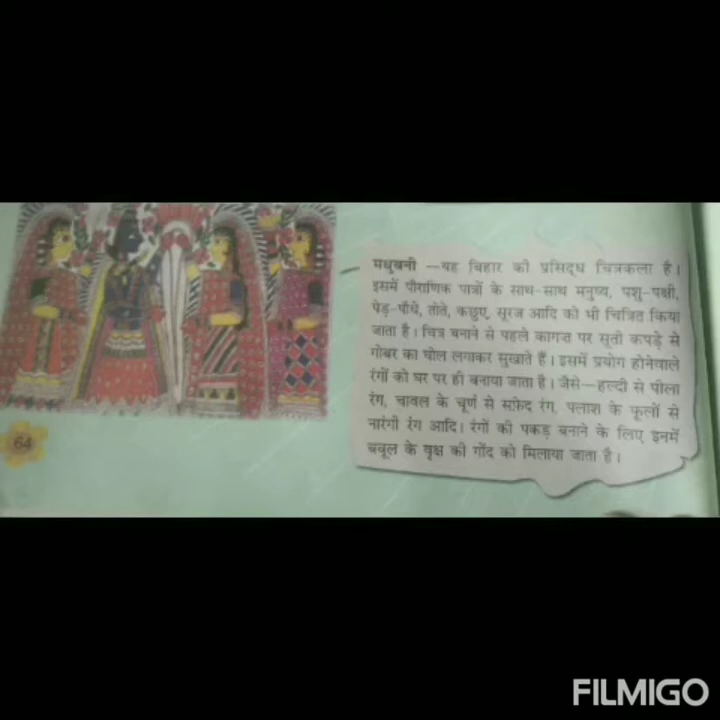 मधुबनी —यह बिहार की प्रसिद्ध चित्रकला है।
इसमें पौराणिक पात्रों के साथ-साथ मनुष्य, पशु-पक्षी,
पेड़-पौधे, तोते, कछुए, सूरज आदि को भी चित्रित किया
जाता है। चित्र बनाने से पहले कागज़ पर सूती कपड़े से
गोबर का घोल लगाकर सुखाते हैं। इसमें प्रयोग होनेवाले
रंगों को घर पर ही बनाया जाता है। जैसे—हल्दी से पीला
रंग, चावल के चूर्ण से सफ़ेद रंग, पलाश के फूलों से
नारंगी रंग आदि। रंगों की पकड़ बनाने के लिए इनमें
बबूल के वृक्ष की गोंद को मिलाया जाता है।
64
FILMIGO